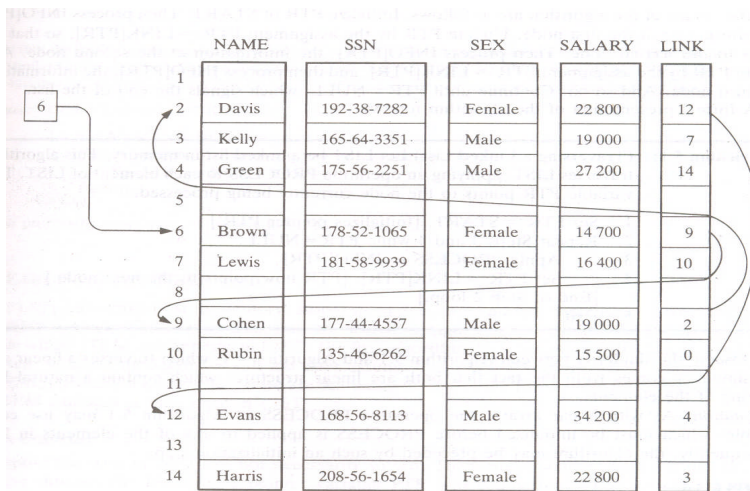 NAME SSN SEX SALARY LINK
1
6
2 Davis 192-38-7282 Female 22 800 12
3 Kelly 165-64-3351 Male 19 000 7
4 Green 175-56-2251 Male 27 200 14
5
6 Brown 178-52-1065 Female 14 700 9
7 Lewis 181-58-9939 Female 16 400 10
8
9 Cohen 177-44-4557 Male 19 000 2
10 Rubin 135-46-6262 Female 15 500 0
11
12 Evans 168-56-8113 Male 34 200 4
13
14 Harris 208-56-1654 Female 22 800 3